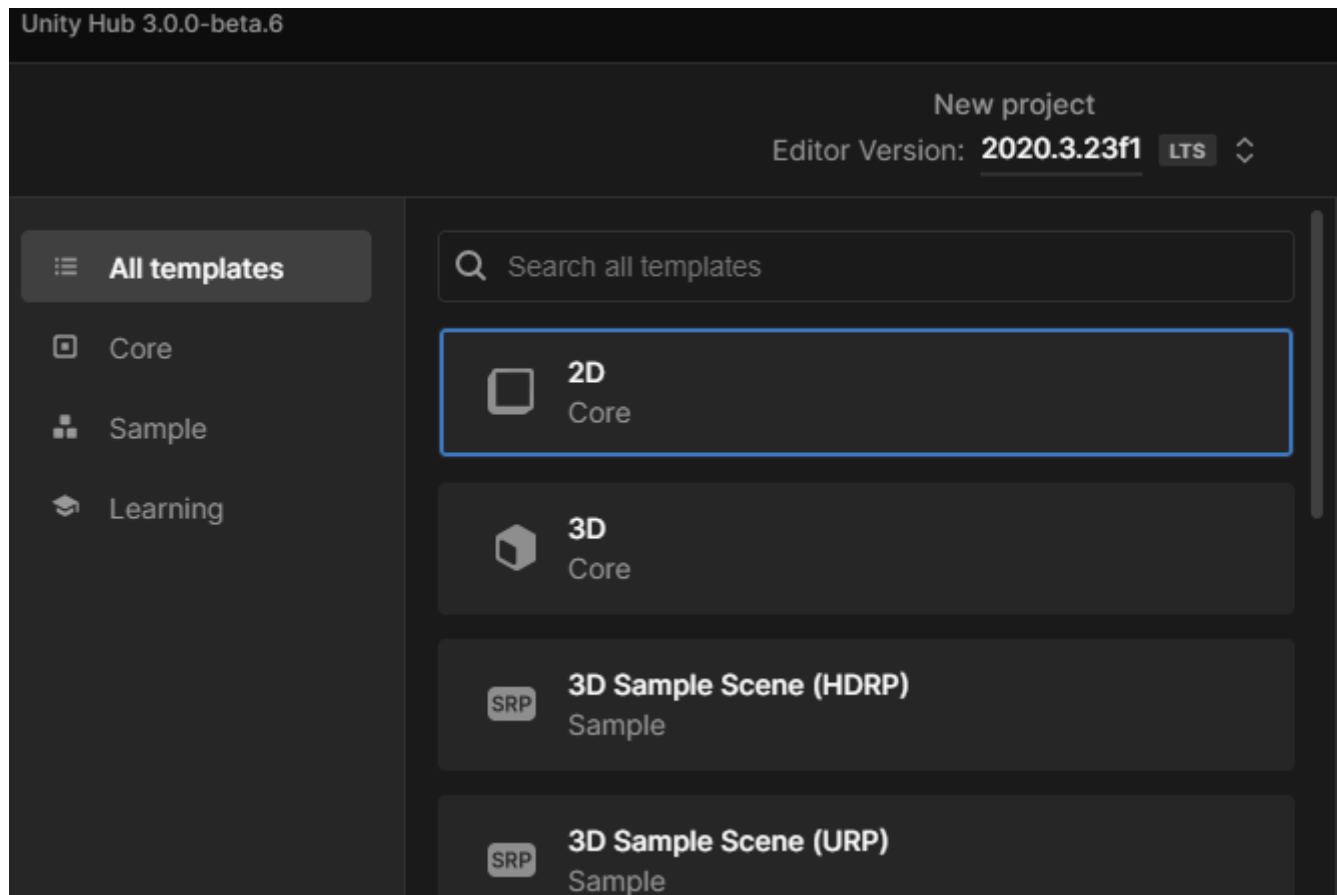 Unity Hub 3.0.0-beta.6
New project
Editor Version: 2020.3.23f1 LTS
All templates
Core
Sample
Learning
Search all templates
2D
Core
3D
Core
SRP
3D Sample Scene (HDRP)
Sample
SRP
3D Sample Scene (URP)
Sample